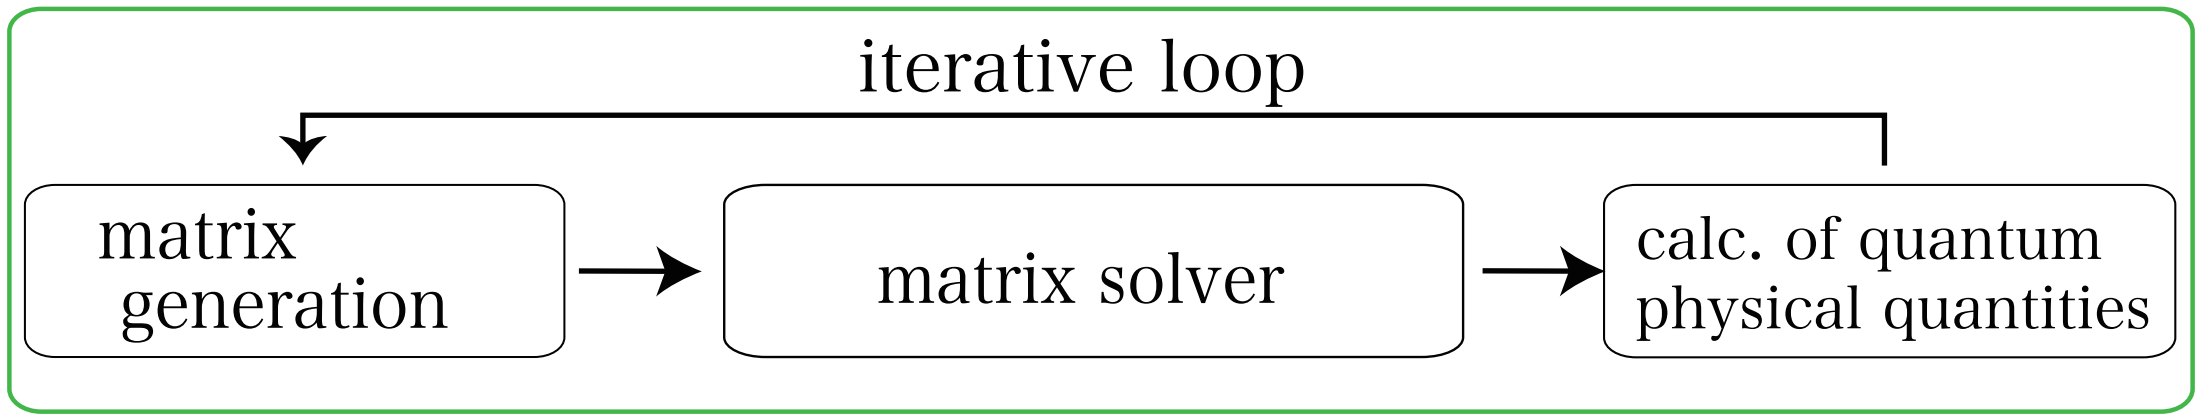 iterative loop
matrix
generation
matrix solver
calc. of quantum
physical quantities